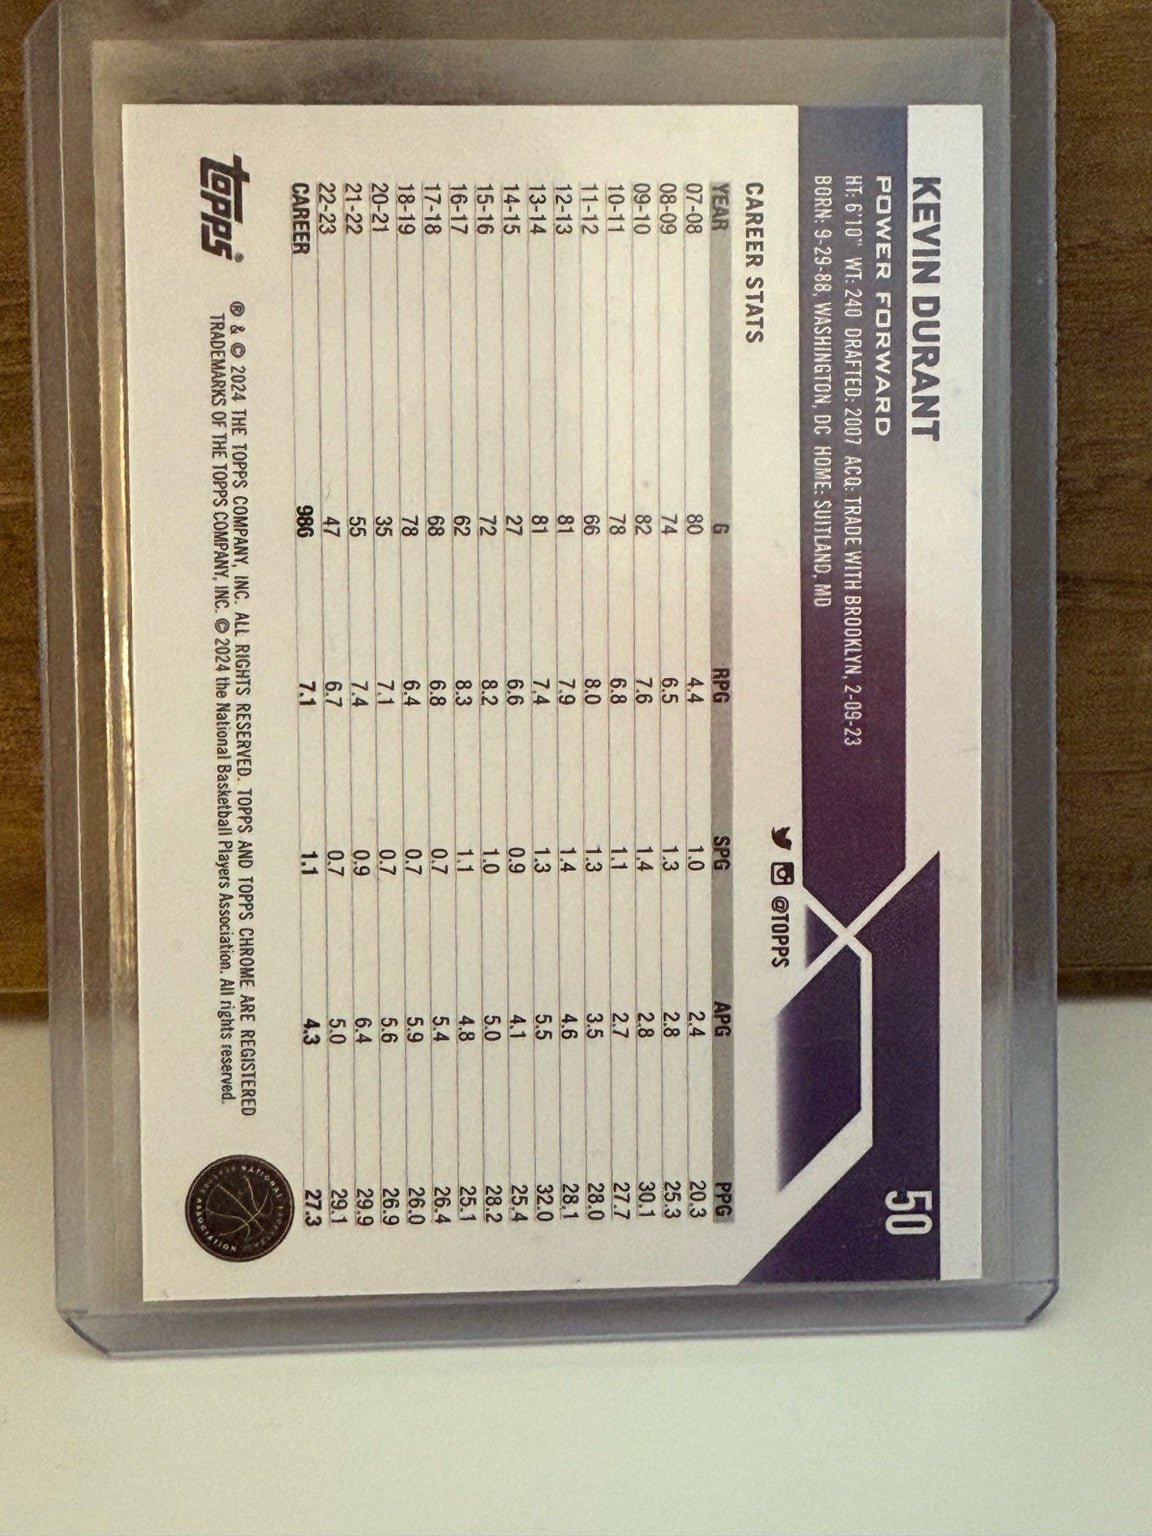 KEVIN DURANT
50
POWER FORWARD
HT: 6'10" WT: 240 DRAFTED: 2007 ACQ: TRADE WITH BROOKLYN, 2-09-23
BORN: 9-29-88, WASHINGTON, DC HOME: SUITLAND, MD
@TOPPS
CAREER STATS
YEAR G RPG SPG APG PPG
07-08 80 4.4 1.0 2.4 20.3
08-09 74 6.5 1.3 2.8 25.3
09-10 82 7.6 1.4 2.8 30.1
10-11 78 6.8 1.1 2.7 27.7
11-12 66 8.0 1.3 3.5 28.0
12-13 81 7.9 1.4 4.6 28.1
13-14 81 7.4 1.3 5.5 32.0
14-15 27 6.6 0.9 4.1 25.4
15-16 72 8.2 1.0 5.0 28.2
16-17 62 8.3 1.1 4.8 25.1
17-18 68 6.8 0.7 5.4 26.4
18-19 78 6.4 0.7 5.9 26.0
20-21 35 7.1 0.7 5.6 26.9
21-22 55 7.4 0.9 6.4 29.9
22-23 47 6.7 0.7 5.0 29.1
CAREER 986 7.1 1.1 4.3 27.3
topps®
® & © 2024 THE TOPPS COMPANY, INC. ALL RIGHTS RESERVED. TOPPS AND TOPPS CHROME ARE REGISTERED
TRADEMARKS OF THE TOPPS COMPANY, INC. © 2024 the National Basketball Players Association. All rights reserved.
NATIONAL BASKETBALL PLAYERS ASSOCIATION